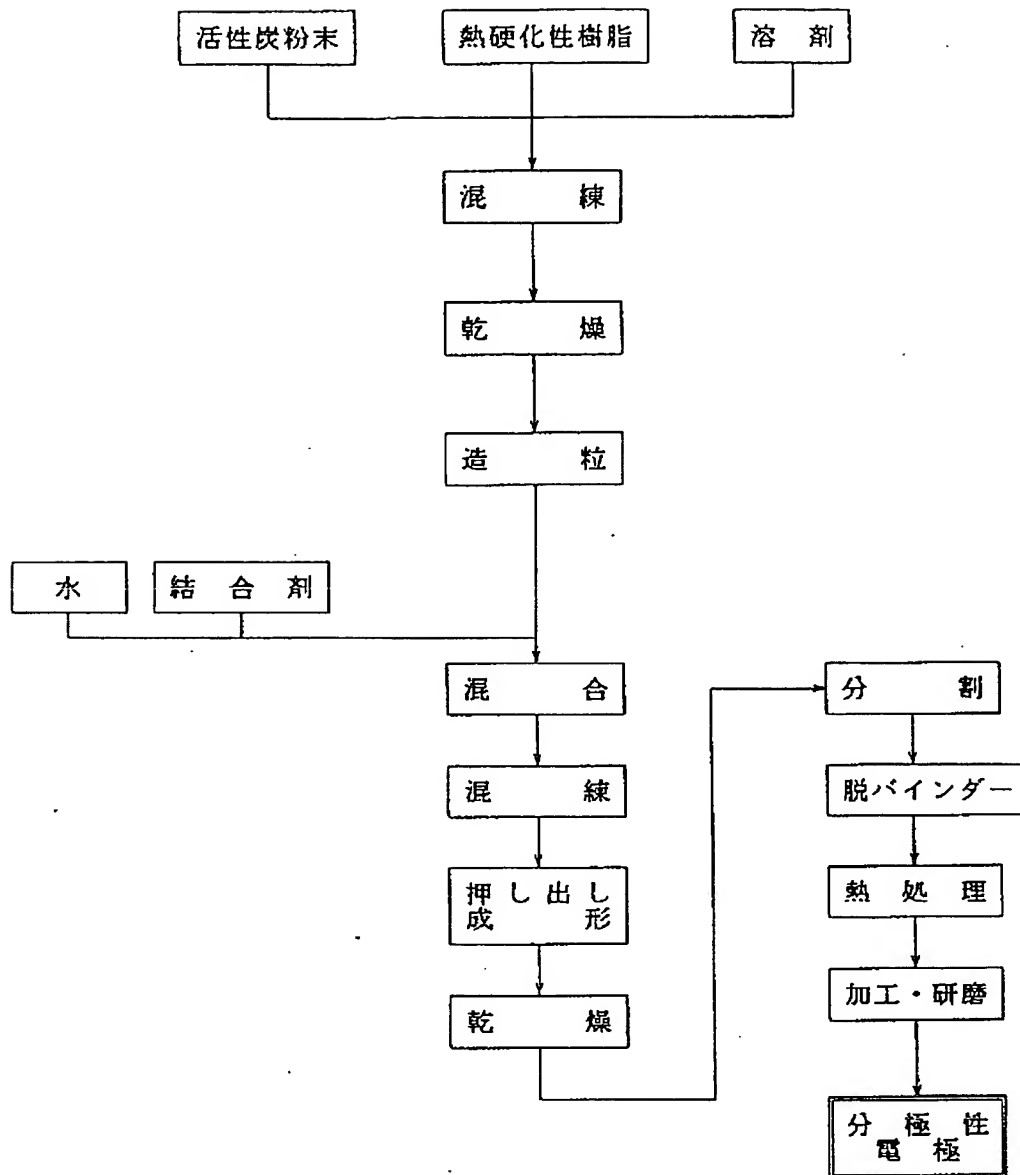 活性炭粉末
熱硬化性樹脂
溶剤
混練
乾燥
造粒
水
結合剤
混合
混練
押し出し
成形
乾燥
分割
脱バインダー
熱処理
加工・研磨
分極性
電極